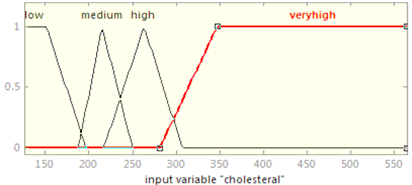 low medium high veryhigh
1
0.5
0
150 200 250 300 350 400 450 500 550
input variable "cholesteral"